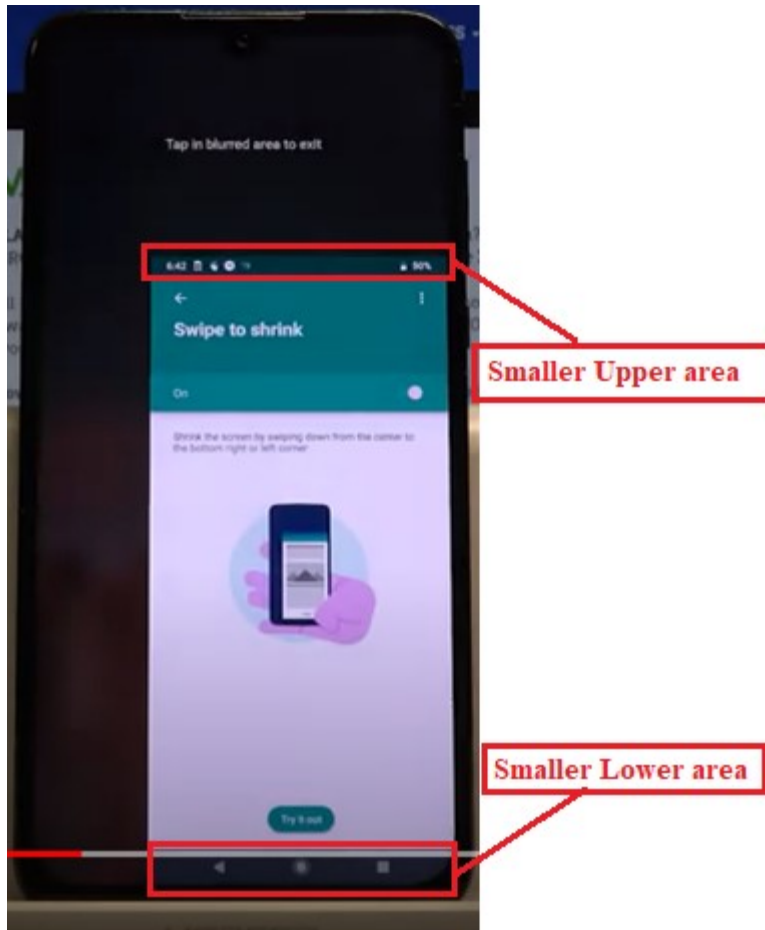 Tap in blurred area to exit
6:42
50%
Swipe to shrink
On
Shrink the screen by swiping down from the center to
the bottom right or left corner
Try it out
Smaller Upper area
Smaller Lower area